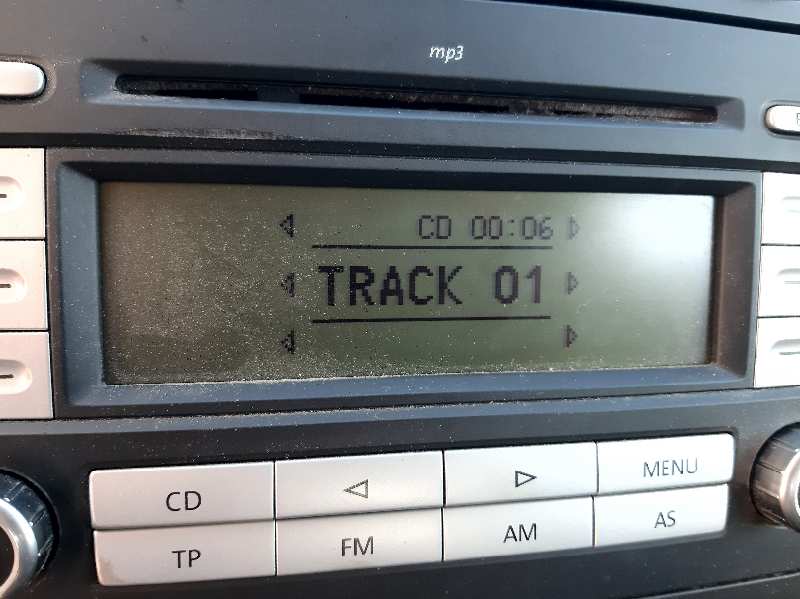 mp3
CD 00:06
TRACK 01
CD
MENU
TP
FM
AM
AS